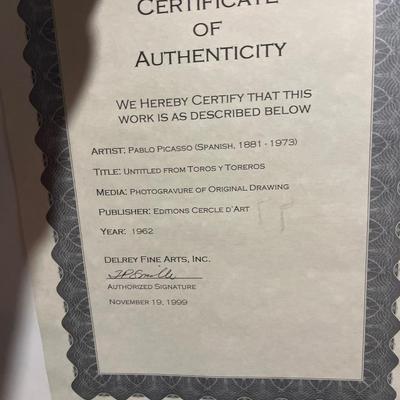 CERTIFICATE
OF
AUTHENTICITY
WE HEREBY CERTIFY THAT THIS
WORK IS AS DESCRIBED BELOW
ARTIST: PABLO PICASSO (SPANISH, 1881 - 1973)
TITLE: UNTITLED FROM TOROS Y TOREROS
MEDIA: PHOTOGRAVURE OF ORIGINAL DRAWING
PUBLISHER: EDITIONS CERCLE D'ART
YEAR: 1962
DELREY FINE ARTS, INC.
AUTHORIZED SIGNATURE
NOVEMBER 19, 1999